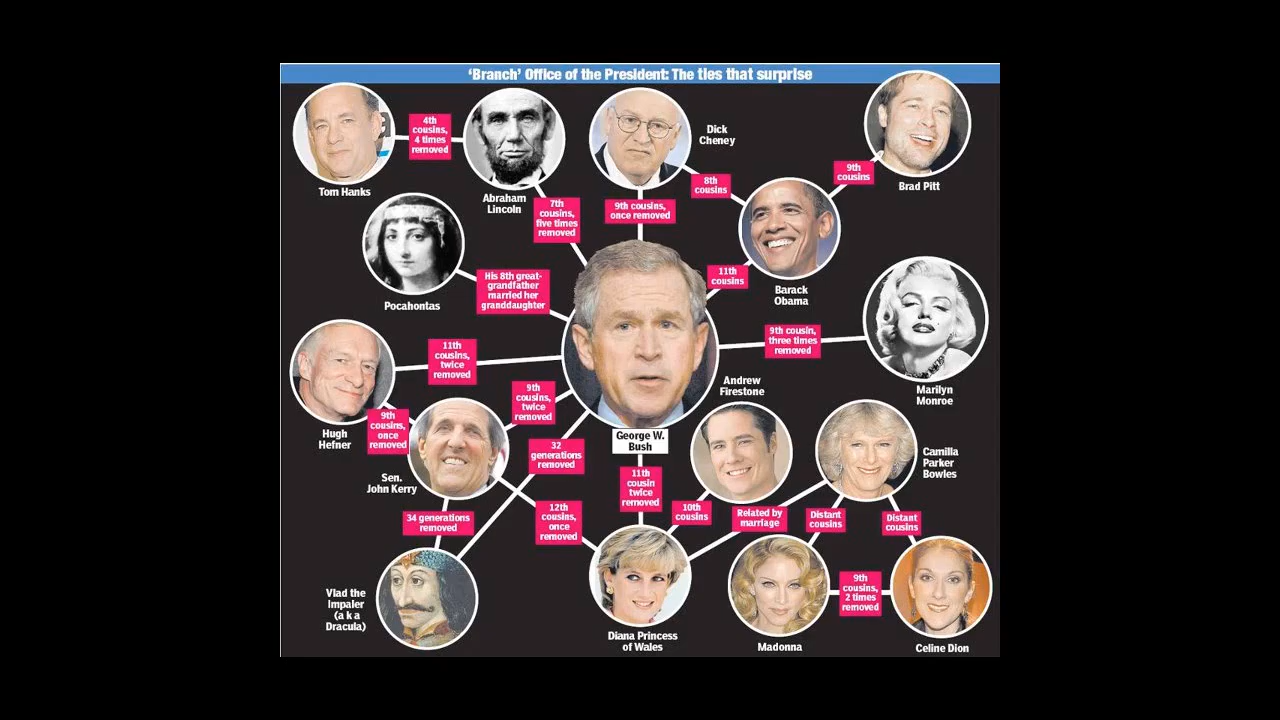 ‘Branch’ Office of the President: The ties that surprise
Tom Hanks
4th
cousins,
4 times
removed
Abraham
Lincoln
7th
cousins,
five times
removed
Dick
Cheney
9th cousins,
once removed
8th
cousins
Barack
Obama
9th
cousins
Brad Pitt
11th
cousins
Pocahontas
His 8th great-
grandfather
married her
granddaughter
9th cousin,
three times
removed
Marilyn
Monroe
Hugh
Hefner
11th
cousins,
twice
removed
9th
cousins,
once
removed
Sen.
John Kerry
9th
cousins,
twice
removed
George W.
Bush
32
generations
removed
34 generations
removed
Vlad the
Impaler
(a k a
Dracula)
12th
cousins,
once
removed
11th
cousin
twice
removed
Diana Princess
of Wales
10th
cousins
Andrew
Firestone
Related by
marriage
Camilla
Parker
Bowles
Distant
cousins
Distant
cousins
Madonna
9th
cousins,
2 times
removed
Celine Dion